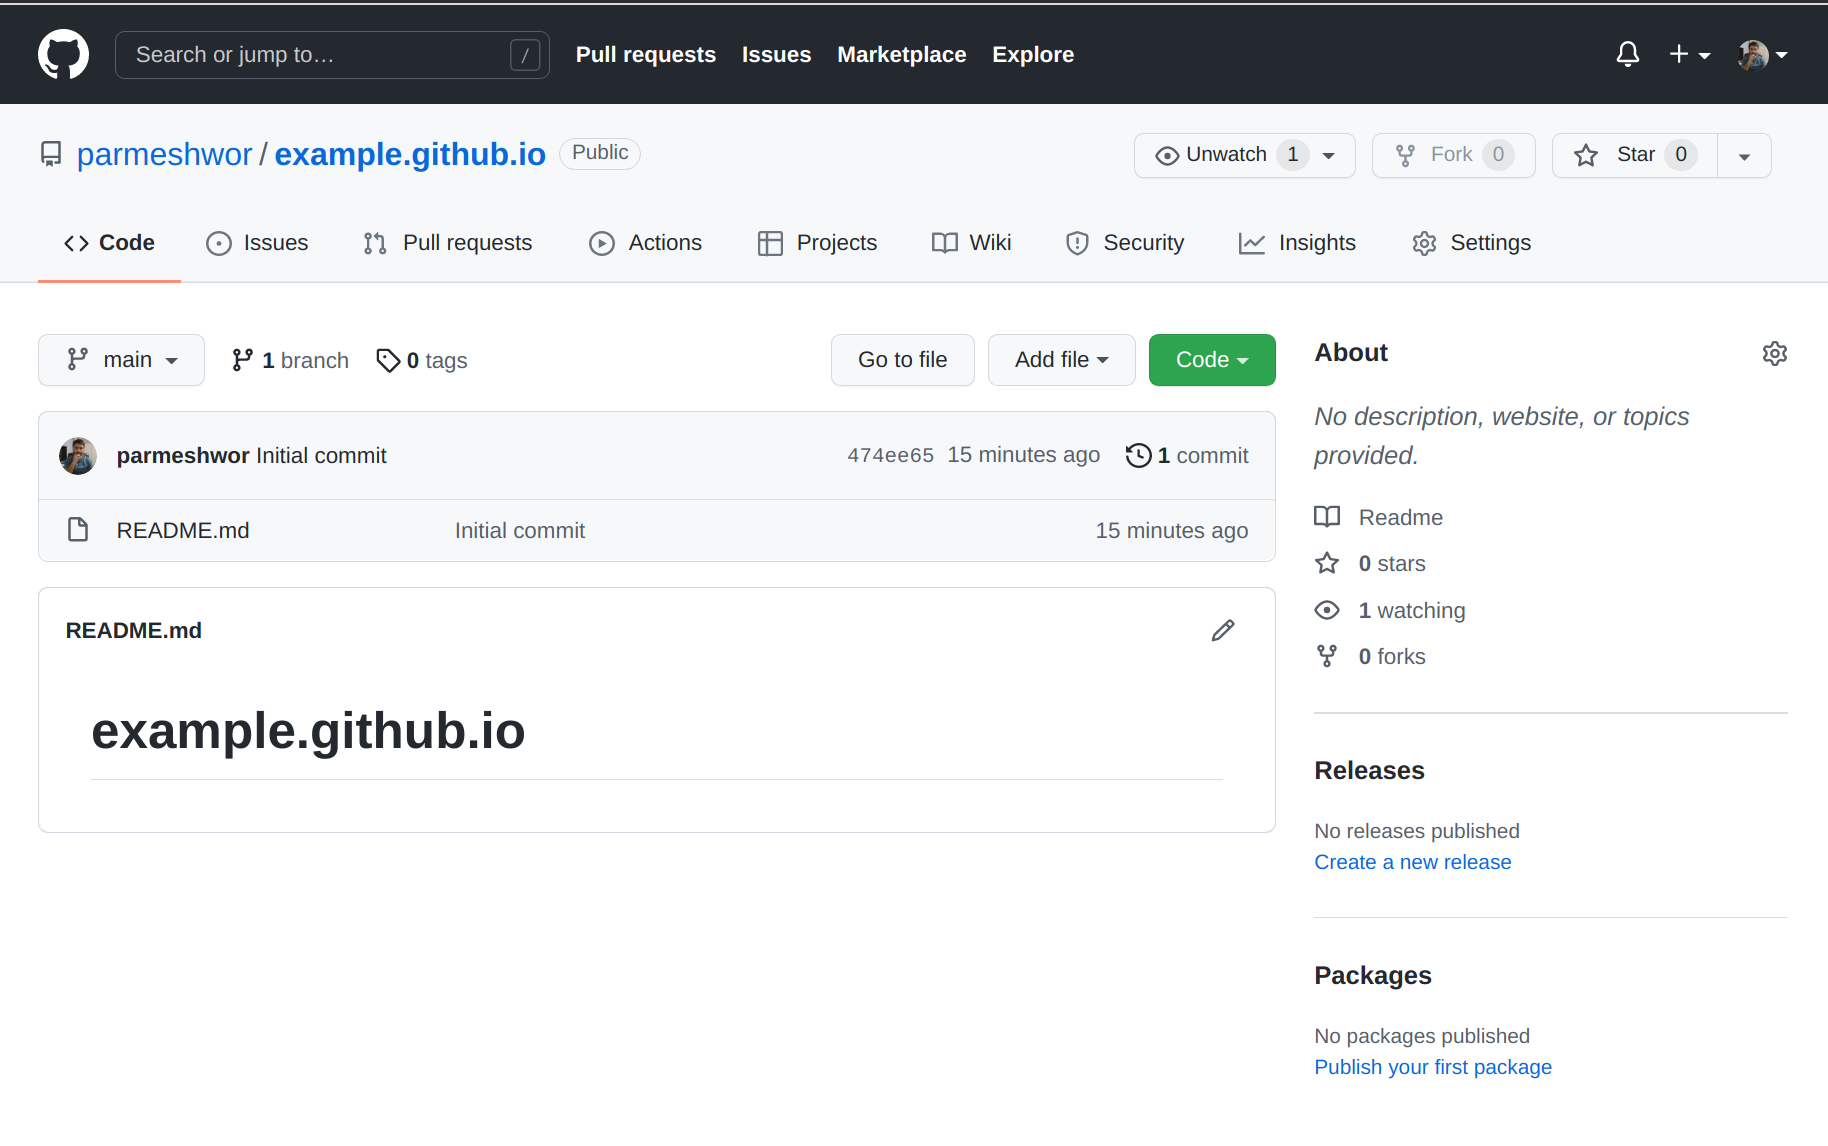 Search or jump to… /
Pull requests Issues Marketplace Explore
parmeshwor / example.github.io Public
Unwatch 1 Fork 0 Star 0
Code Issues Pull requests Actions Projects Wiki Security Insights Settings
main 1 branch 0 tags Go to file Add file Code
parmeshwor Initial commit 474ee65 15 minutes ago 1 commit
README.md Initial commit 15 minutes ago
README.md
example.github.io
About
No description, website, or topics
provided.
Readme
0 stars
1 watching
0 forks
Releases
No releases published
Create a new release
Packages
No packages published
Publish your first package